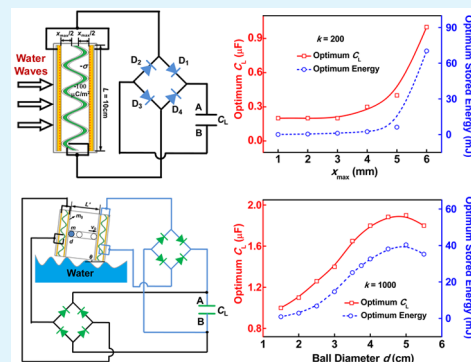 x_max/2 x_max/2
Water
Waves
-σ
-100
μC/m²
L = 10cm
D₂ D₁
D₃ D₄
A
B
C_L
Optimum C_L (μF)
0.9
0.6
0.3
0.0
k = 200
Optimum C_L
Optimum Energy
90
60
30
0
Optimum Stored Energy (mJ)
1 2 3 4 5 6
x_max (mm)
L'
m
d
θ
Water
A
B
C_L
Optimum C_L (μF)
2.0
1.6
1.2
0.8
k = 1000
Optimum C_L
Optimum Energy
60
40
20
0
Optimum Stored Energy (mJ)
1 2 3 4 5 6
Ball Diameter d (cm)